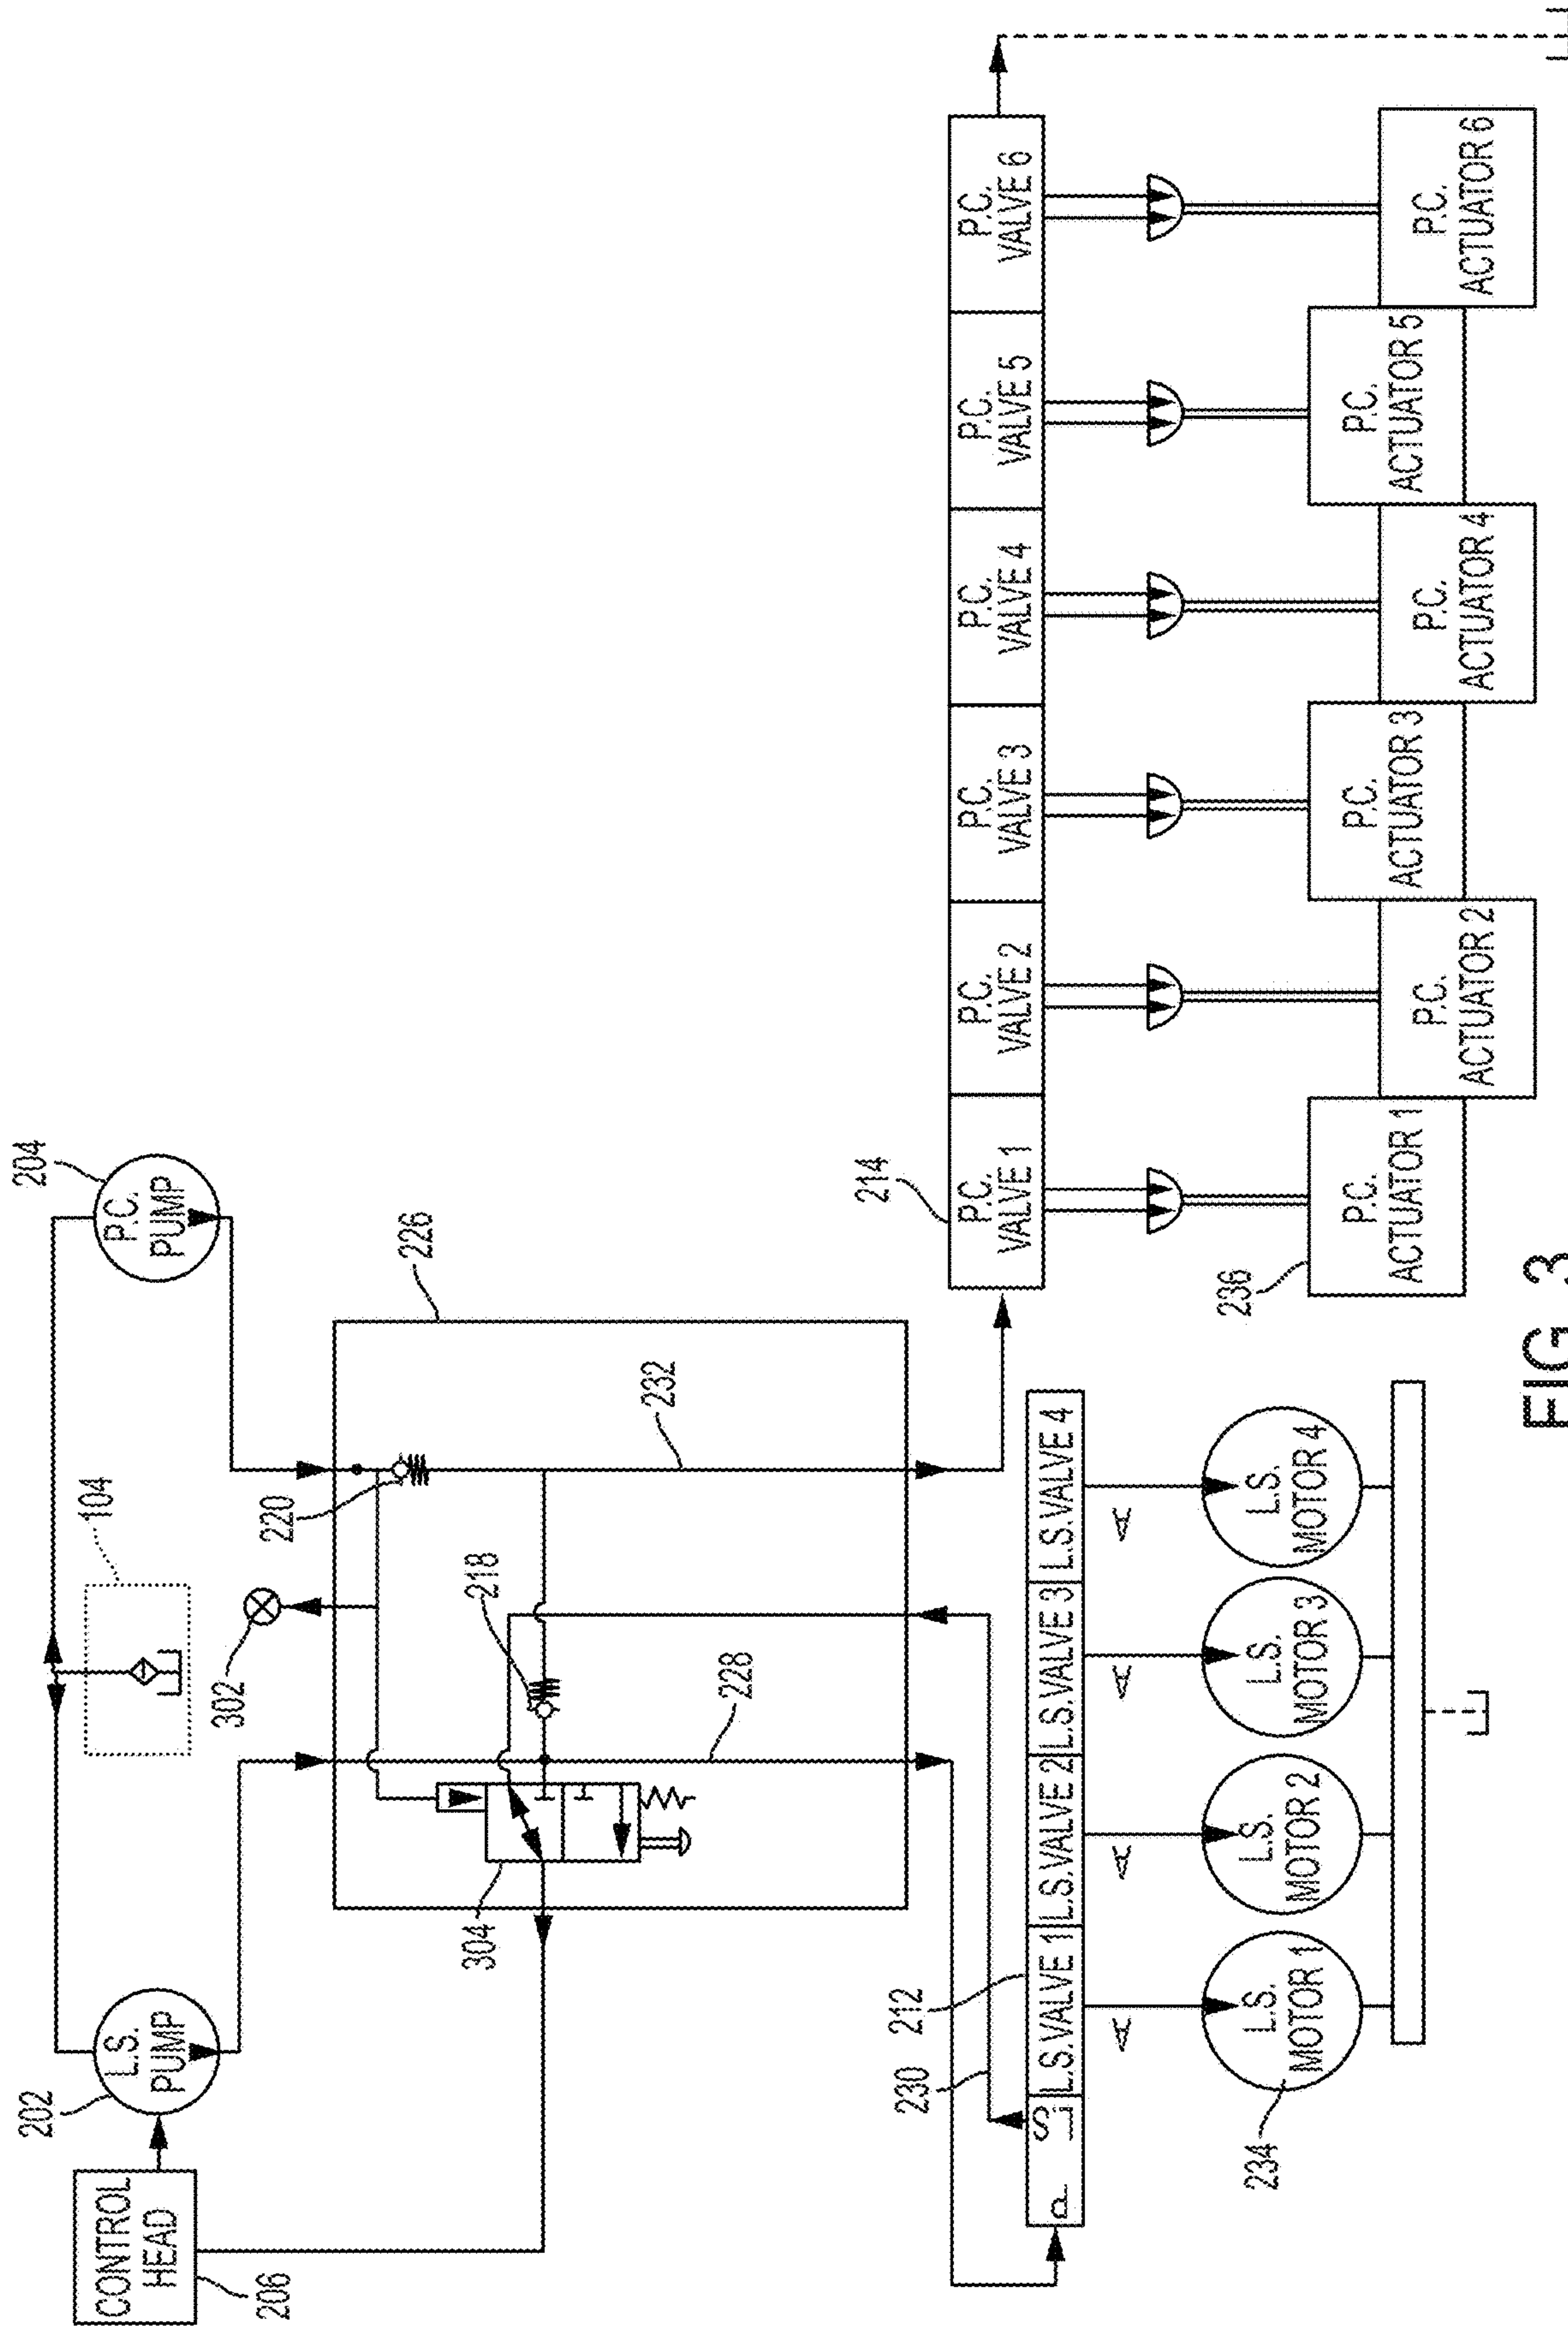 204
104
202
L.S.
PUMP
P.C.
PUMP
CONTROL
HEAD
206
302
220
226
218
232
228
304
230
212
P
LS
L.S.VALVE 1
L.S.VALVE 2
L.S.VALVE 3
L.S.VALVE 4
A
A
A
A
234
L.S.
MOTOR 1
L.S.
MOTOR 2
L.S.
MOTOR 3
L.S.
MOTOR 4
214
P.C.
VALVE 1
P.C.
VALVE 2
P.C.
VALVE 3
P.C.
VALVE 4
P.C.
VALVE 5
P.C.
VALVE 6
236
P.C.
ACTUATOR 1
P.C.
ACTUATOR 2
P.C.
ACTUATOR 3
P.C.
ACTUATOR 4
P.C.
ACTUATOR 5
P.C.
ACTUATOR 6
FIG. 3